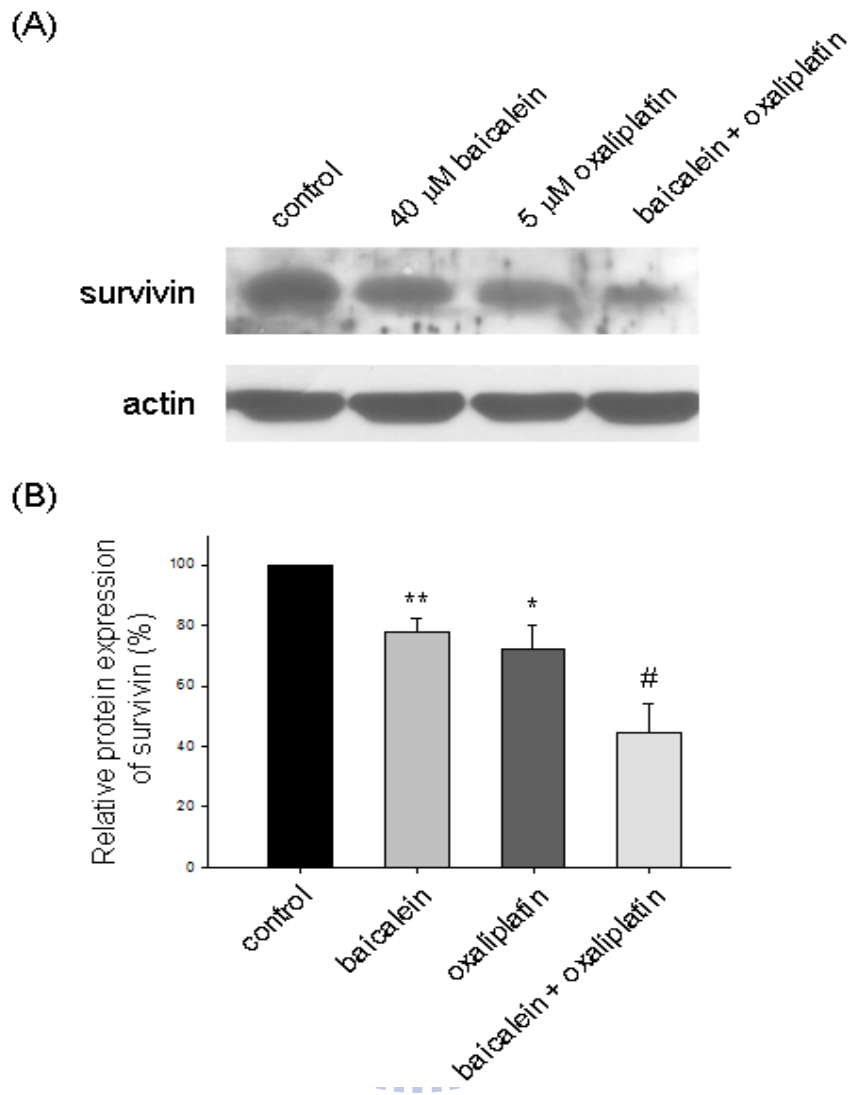 (A)
control
40 μM baicalein
5 μM oxaliplatin
baicalein + oxaliplatin
survivin
actin
(B)
Relative protein expression
of survivin (%)
100
80
60
40
20
0
**
*
#
control
baicalein
oxaliplatin
baicalein + oxaliplatin